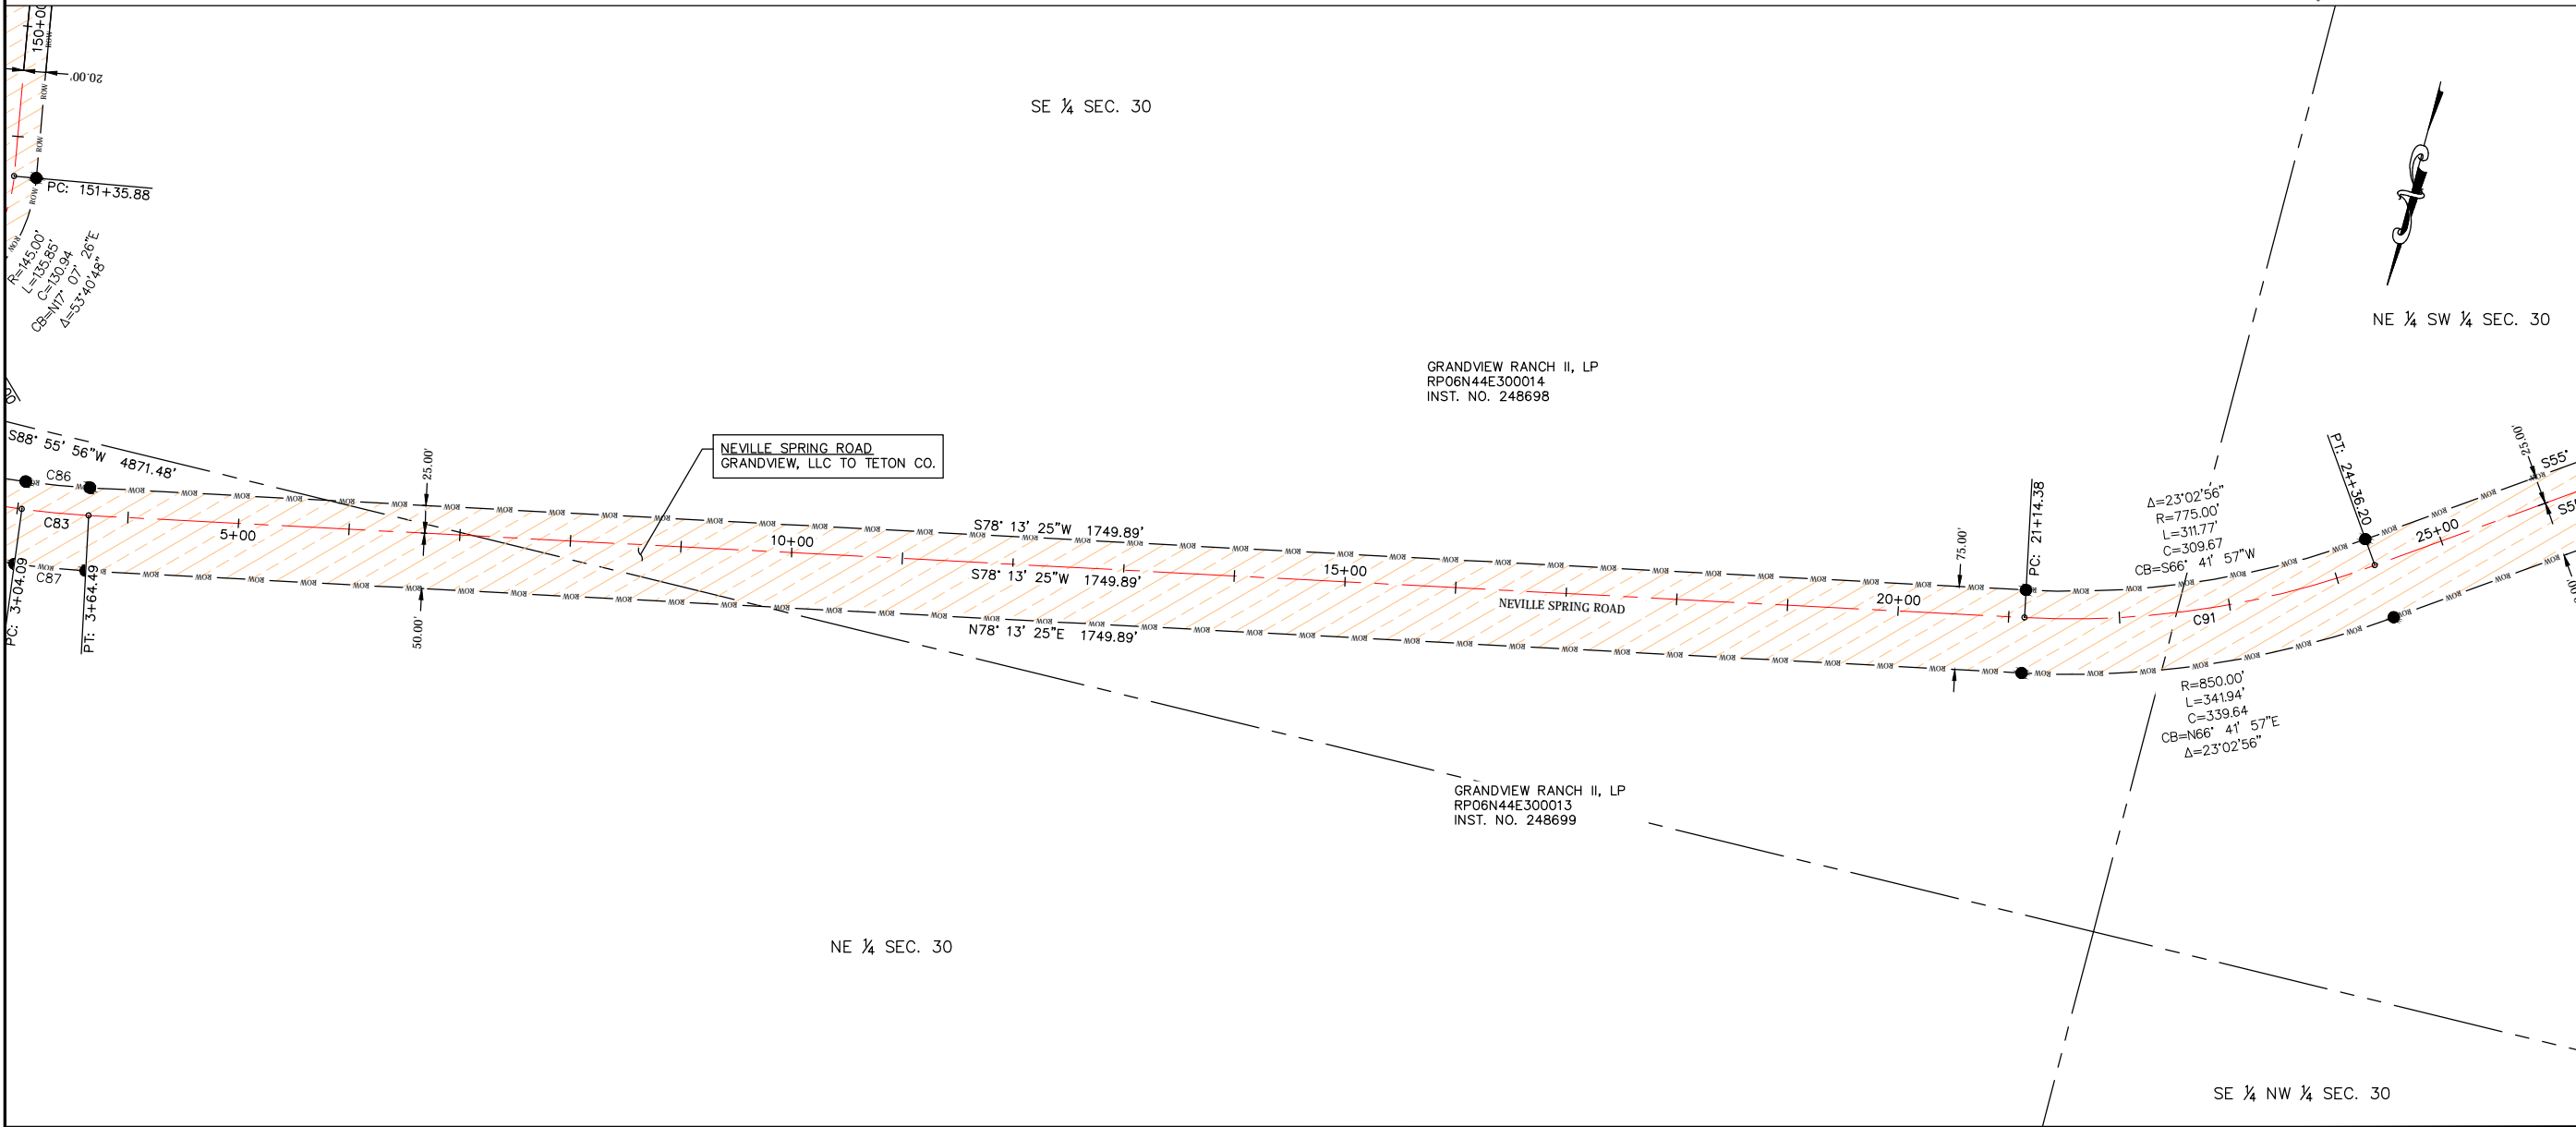 150+00
20.00'
PC: 151+35.88
R=145.00'
L=135.85'
C=130.94
CB=N17° 07' 26"E
Δ=53°40'48"
SE ¼ SEC. 30
NE ¼ SW ¼ SEC. 30
GRANDVIEW RANCH II, LP
RP06N44E300014
INST. NO. 248698
S88° 55' 56"W 4871.48'
C86
C83
C87
PC: 3+04.09
PT: 3+64.49
5+00
25.00'
50.00'
NEVILLE SPRING ROAD
GRANDVIEW, LLC TO TETON CO.
10+00
S78° 13' 25"W 1749.89'
S78° 13' 25"W 1749.89'
N78° 13' 25"E 1749.89'
15+00
NEVILLE SPRING ROAD
20+00
75.00'
PC: 21+14.38
Δ=23°02'56"
R=775.00'
L=311.77'
C=309.67
CB=S66° 41' 57"W
C91
PT: 24+36.20
25+00
25.00'
S55°
R=850.00'
L=341.94'
C=339.64
CB=N66° 41' 57"E
Δ=23°02'56"
GRANDVIEW RANCH II, LP
RP06N44E300013
INST. NO. 248699
NE ¼ SEC. 30
SE ¼ NW ¼ SEC. 30
ROW